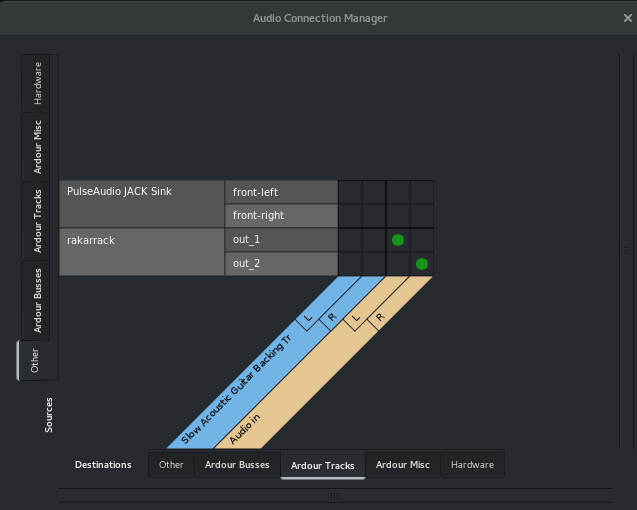 Audio Connection Manager
Hardware
Ardour Misc
Ardour Tracks
Ardour Busses
Other
Sources
PulseAudio JACK Sink
front-left
front-right
rakarrack
out_1
out_2
L
R
L
R
Slow Acoustic Guitar Backing Tr
Audio in
Destinations
Other
Ardour Busses
Ardour Tracks
Ardour Misc
Hardware